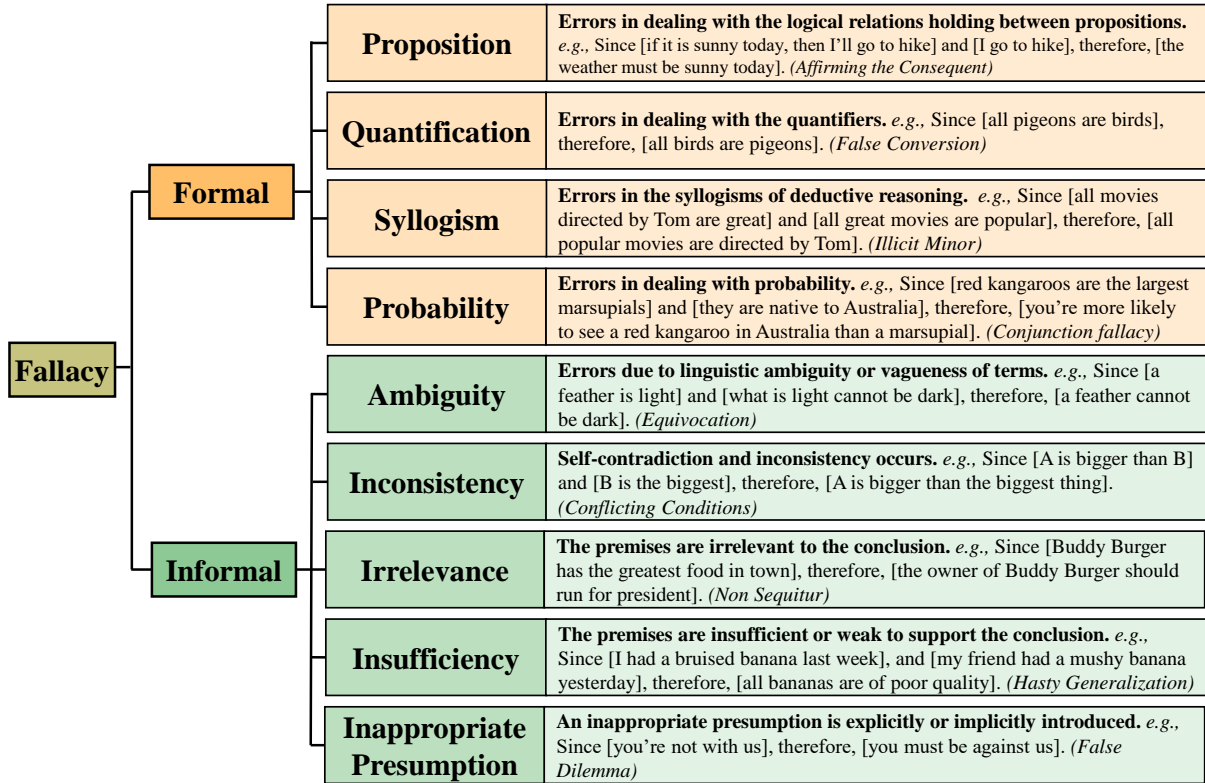 Fallacy
Formal
Proposition
Errors in dealing with the logical relations holding between propositions.
e.g., Since [if it is sunny today, then I'll go to hike] and [I go to hike], therefore, [the
weather must be sunny today]. (Affirming the Consequent)
Quantification
Errors in dealing with the quantifiers. e.g., Since [all pigeons are birds],
therefore, [all birds are pigeons]. (False Conversion)
Syllogism
Errors in the syllogisms of deductive reasoning. e.g., Since [all movies
directed by Tom are great] and [all great movies are popular], therefore, [all
popular movies are directed by Tom]. (Illicit Minor)
Probability
Errors in dealing with probability. e.g., Since [red kangaroos are the largest
marsupials] and [they are native to Australia], therefore, [you're more likely
to see a red kangaroo in Australia than a marsupial]. (Conjunction fallacy)
Informal
Ambiguity
Errors due to linguistic ambiguity or vagueness of terms. e.g., Since [a
feather is light] and [what is light cannot be dark], therefore, [a feather cannot
be dark]. (Equivocation)
Inconsistency
Self-contradiction and inconsistency occurs. e.g., Since [A is bigger than B]
and [B is the biggest], therefore, [A is bigger than the biggest thing].
(Conflicting Conditions)
Irrelevance
The premises are irrelevant to the conclusion. e.g., Since [Buddy Burger
has the greatest food in town], therefore, [the owner of Buddy Burger should
run for president]. (Non Sequitur)
Insufficiency
The premises are insufficient or weak to support the conclusion. e.g.,
Since [I had a bruised banana last week], and [my friend had a mushy banana
yesterday], therefore, [all bananas are of poor quality]. (Hasty Generalization)
Inappropriate
Presumption
An inappropriate presumption is explicitly or implicitly introduced. e.g.,
Since [you're not with us], therefore, [you must be against us]. (False
Dilemma)